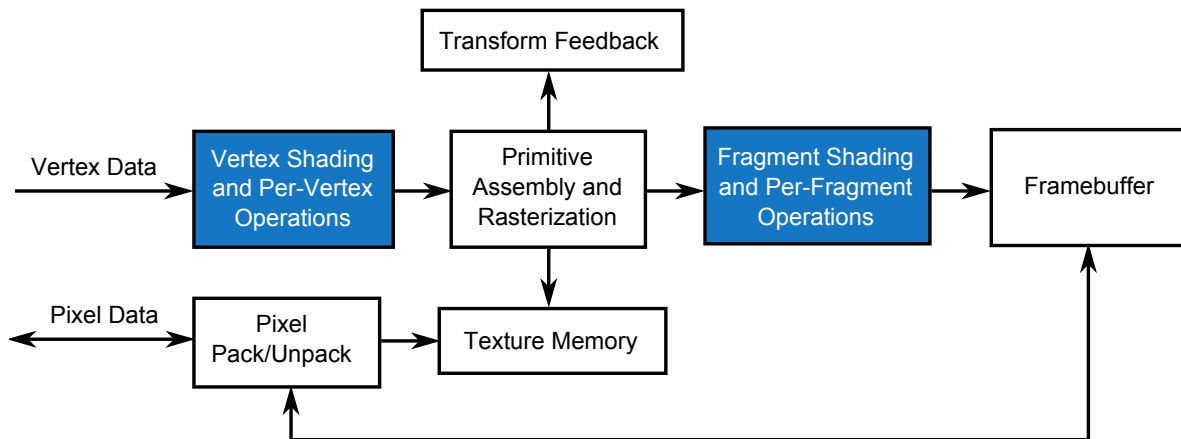 Transform Feedback
Vertex Data
Vertex Shading
and Per-Vertex
Operations
Primitive
Assembly and
Rasterization
Fragment Shading
and Per-Fragment
Operations
Framebuffer
Pixel Data
Pixel
Pack/Unpack
Texture Memory